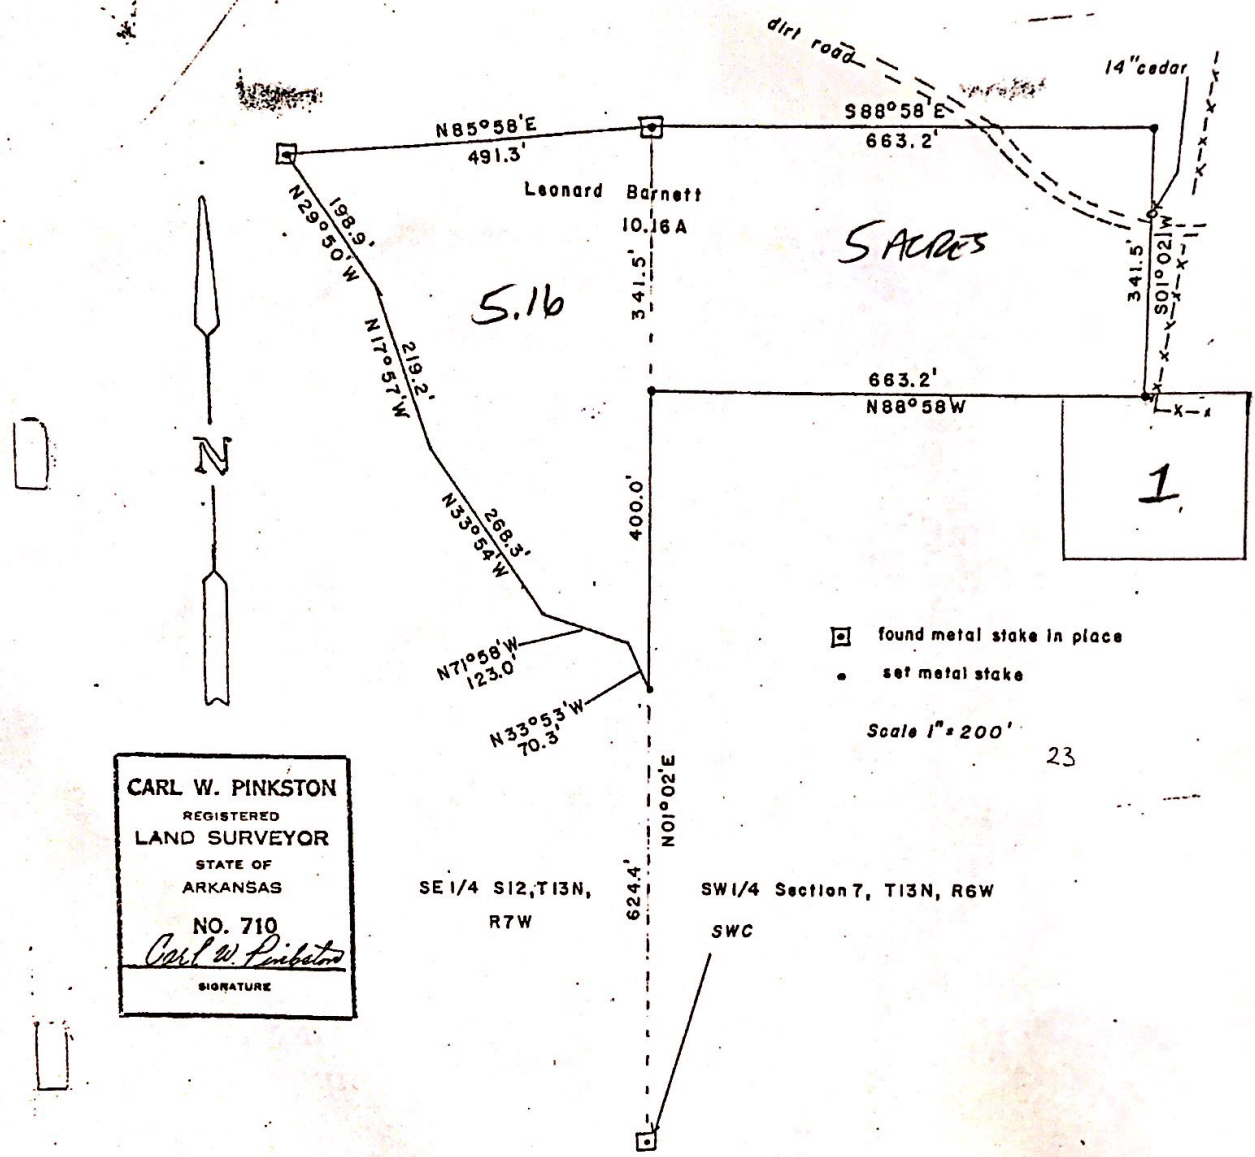 dirt road
14"cedar
N85°58'E
491.3'
S88°58'E
663.2'
Leonard Barnett
10.16A
5 ACRES
198.9'
N29°50'W
341.5'
341.5'
S01°02'W
5.16
219.2'
N17°57'W
663.2'
N88°58W
N
400.0'
1
268.3'
N33°54'W
N71°58'W
123.0'
found metal stake in place
set metal stake
N33°53'W
70.3'
Scale 1"=200'
23
N01°02'E
624.4'
CARL W. PINKSTON
REGISTERED
LAND SURVEYOR
STATE OF
ARKANSAS
NO. 710
Carl W. Pinkston
SIGNATURE
SE1/4 S12,T13N,
R7W
SW1/4 Section 7, T13N, R6W
SWC